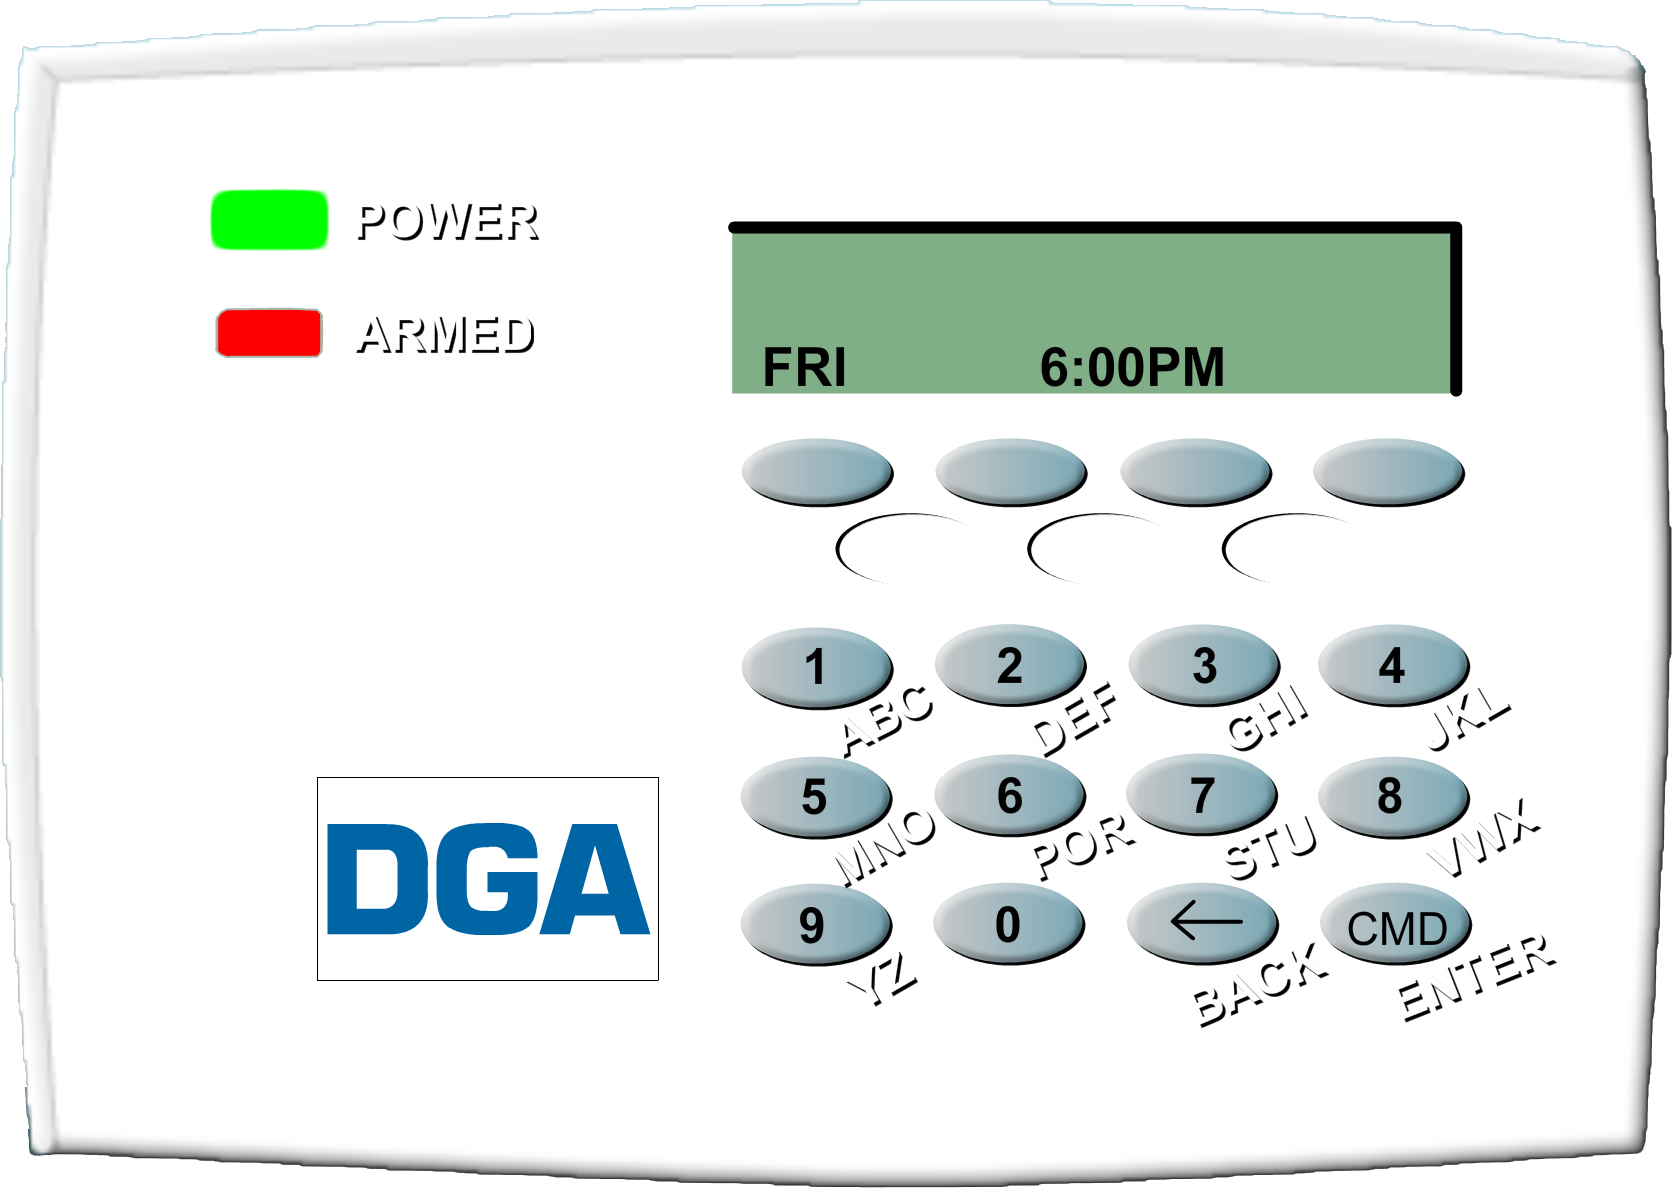 POWER
ARMED
FRI 6:00PM
1 2 3 4
ABC DEF GHI JKL
5 6 7 8
MNO POR STU VWX
9 0 CMD
YZ BACK ENTER
DGA